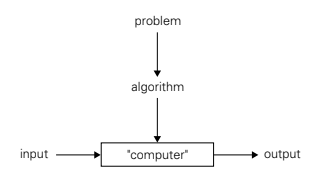 problem
algorithm
input "computer" output